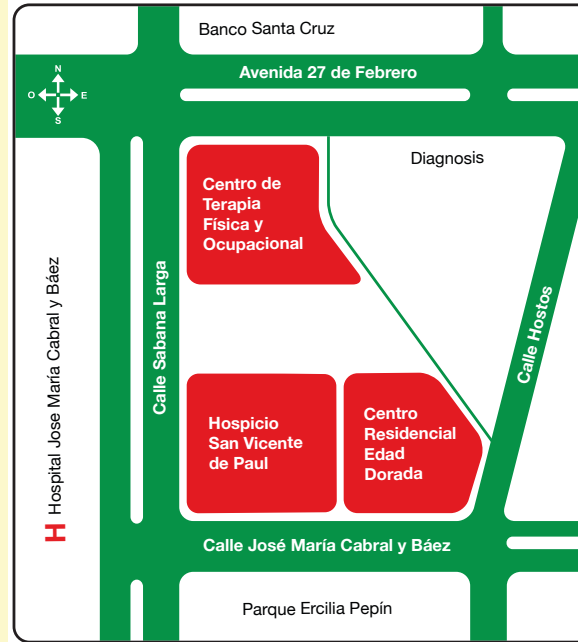 Banco Santa Cruz
Avenida 27 de Febrero
N
O
E
S
Diagnosis
Centro de
Terapia
Física y
Ocupacional
Calle Sabana Larga
Calle Hostos
H Hospital Jose María Cabral y Báez
Hospicio
San Vicente
de Paul
Centro
Residencial
Edad
Dorada
Calle José María Cabral y Báez
Parque Ercilia Pepín